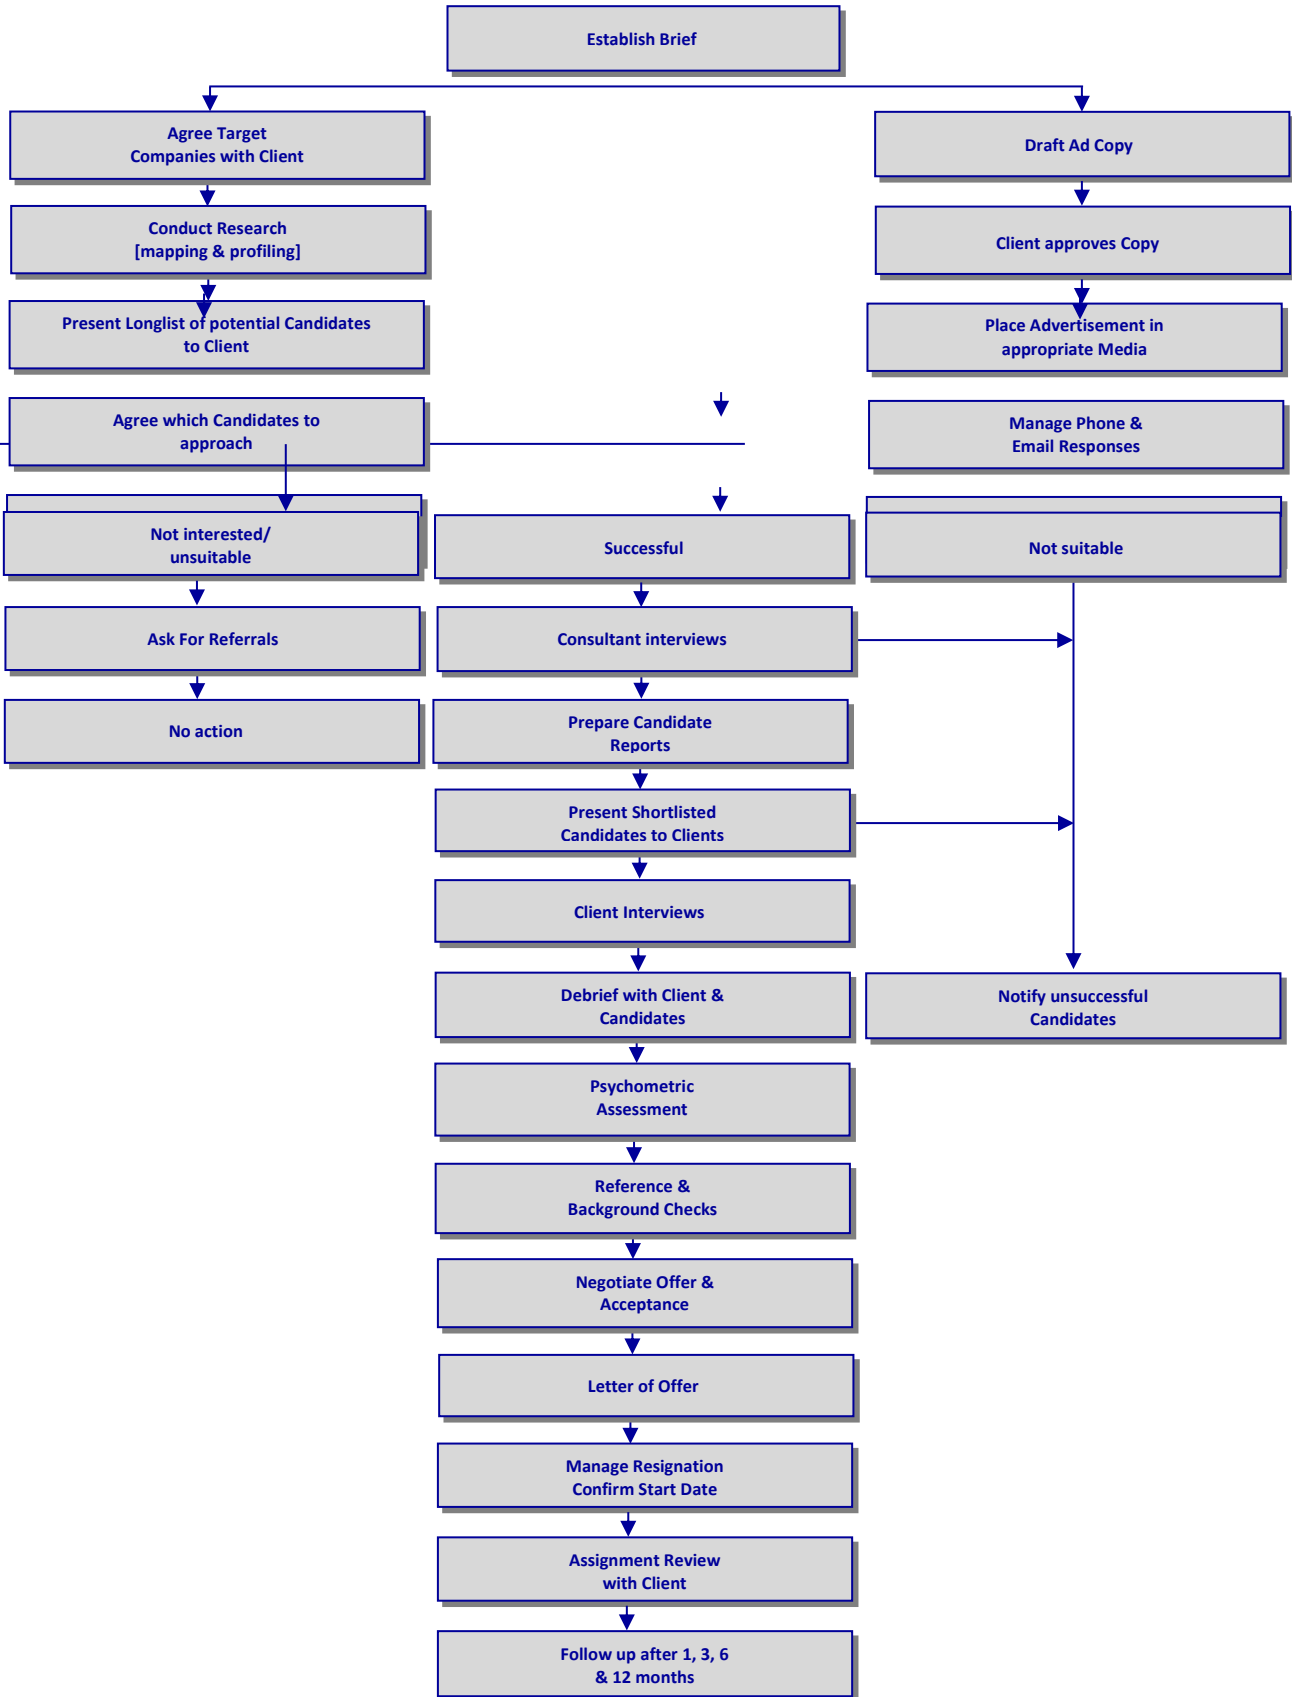 Establish Brief
Agree Target
Companies with Client
Draft Ad Copy
Conduct Research
[mapping & profiling]
Client approves Copy
Present Longlist of potential Candidates
to Client
Place Advertisement in
appropriate Media
Agree which Candidates to
approach
Manage Phone &
Email Responses
Not interested/
unsuitable
Successful
Not suitable
Ask For Referrals
Consultant interviews
No action
Prepare Candidate
Reports
Present Shortlisted
Candidates to Clients
Client Interviews
Debrief with Client &
Candidates
Notify unsuccessful
Candidates
Psychometric
Assessment
Reference &
Background Checks
Negotiate Offer &
Acceptance
Letter of Offer
Manage Resignation
Confirm Start Date
Assignment Review
with Client
Follow up after 1, 3, 6
& 12 months